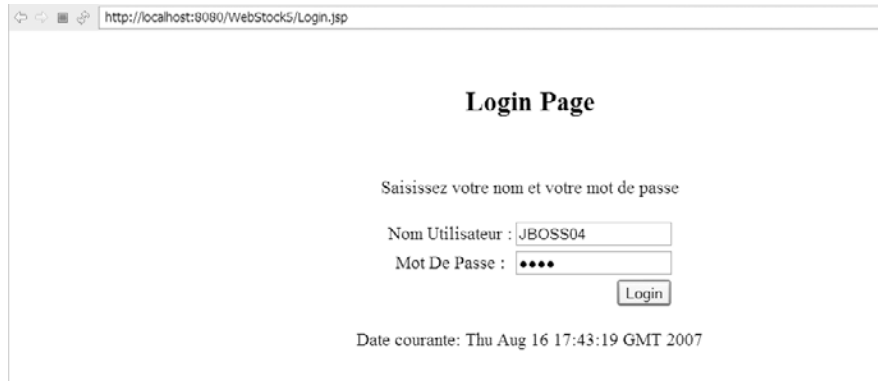 http://localhost:8080/WebStock5/Login.jsp
Login Page
Saisissez votre nom et votre mot de passe
Nom Utilisateur : JBOSS04
Mot De Passe : ••••
Login
Date courante: Thu Aug 16 17:43:19 GMT 2007